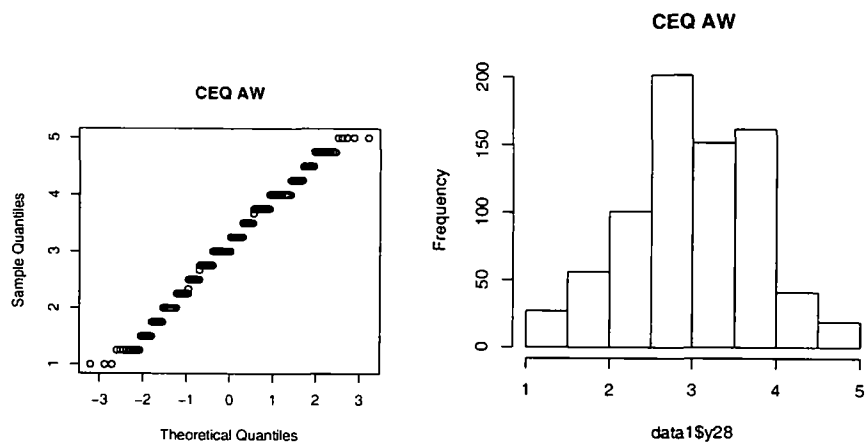 CEQ AW
Sample Quantiles
5
4
3
2
1
−3 −2 −1 0 1 2 3
Theoretical Quantiles
CEQ AW
Frequency
200
150
100
50
0
1 2 3 4 5
data1$y28